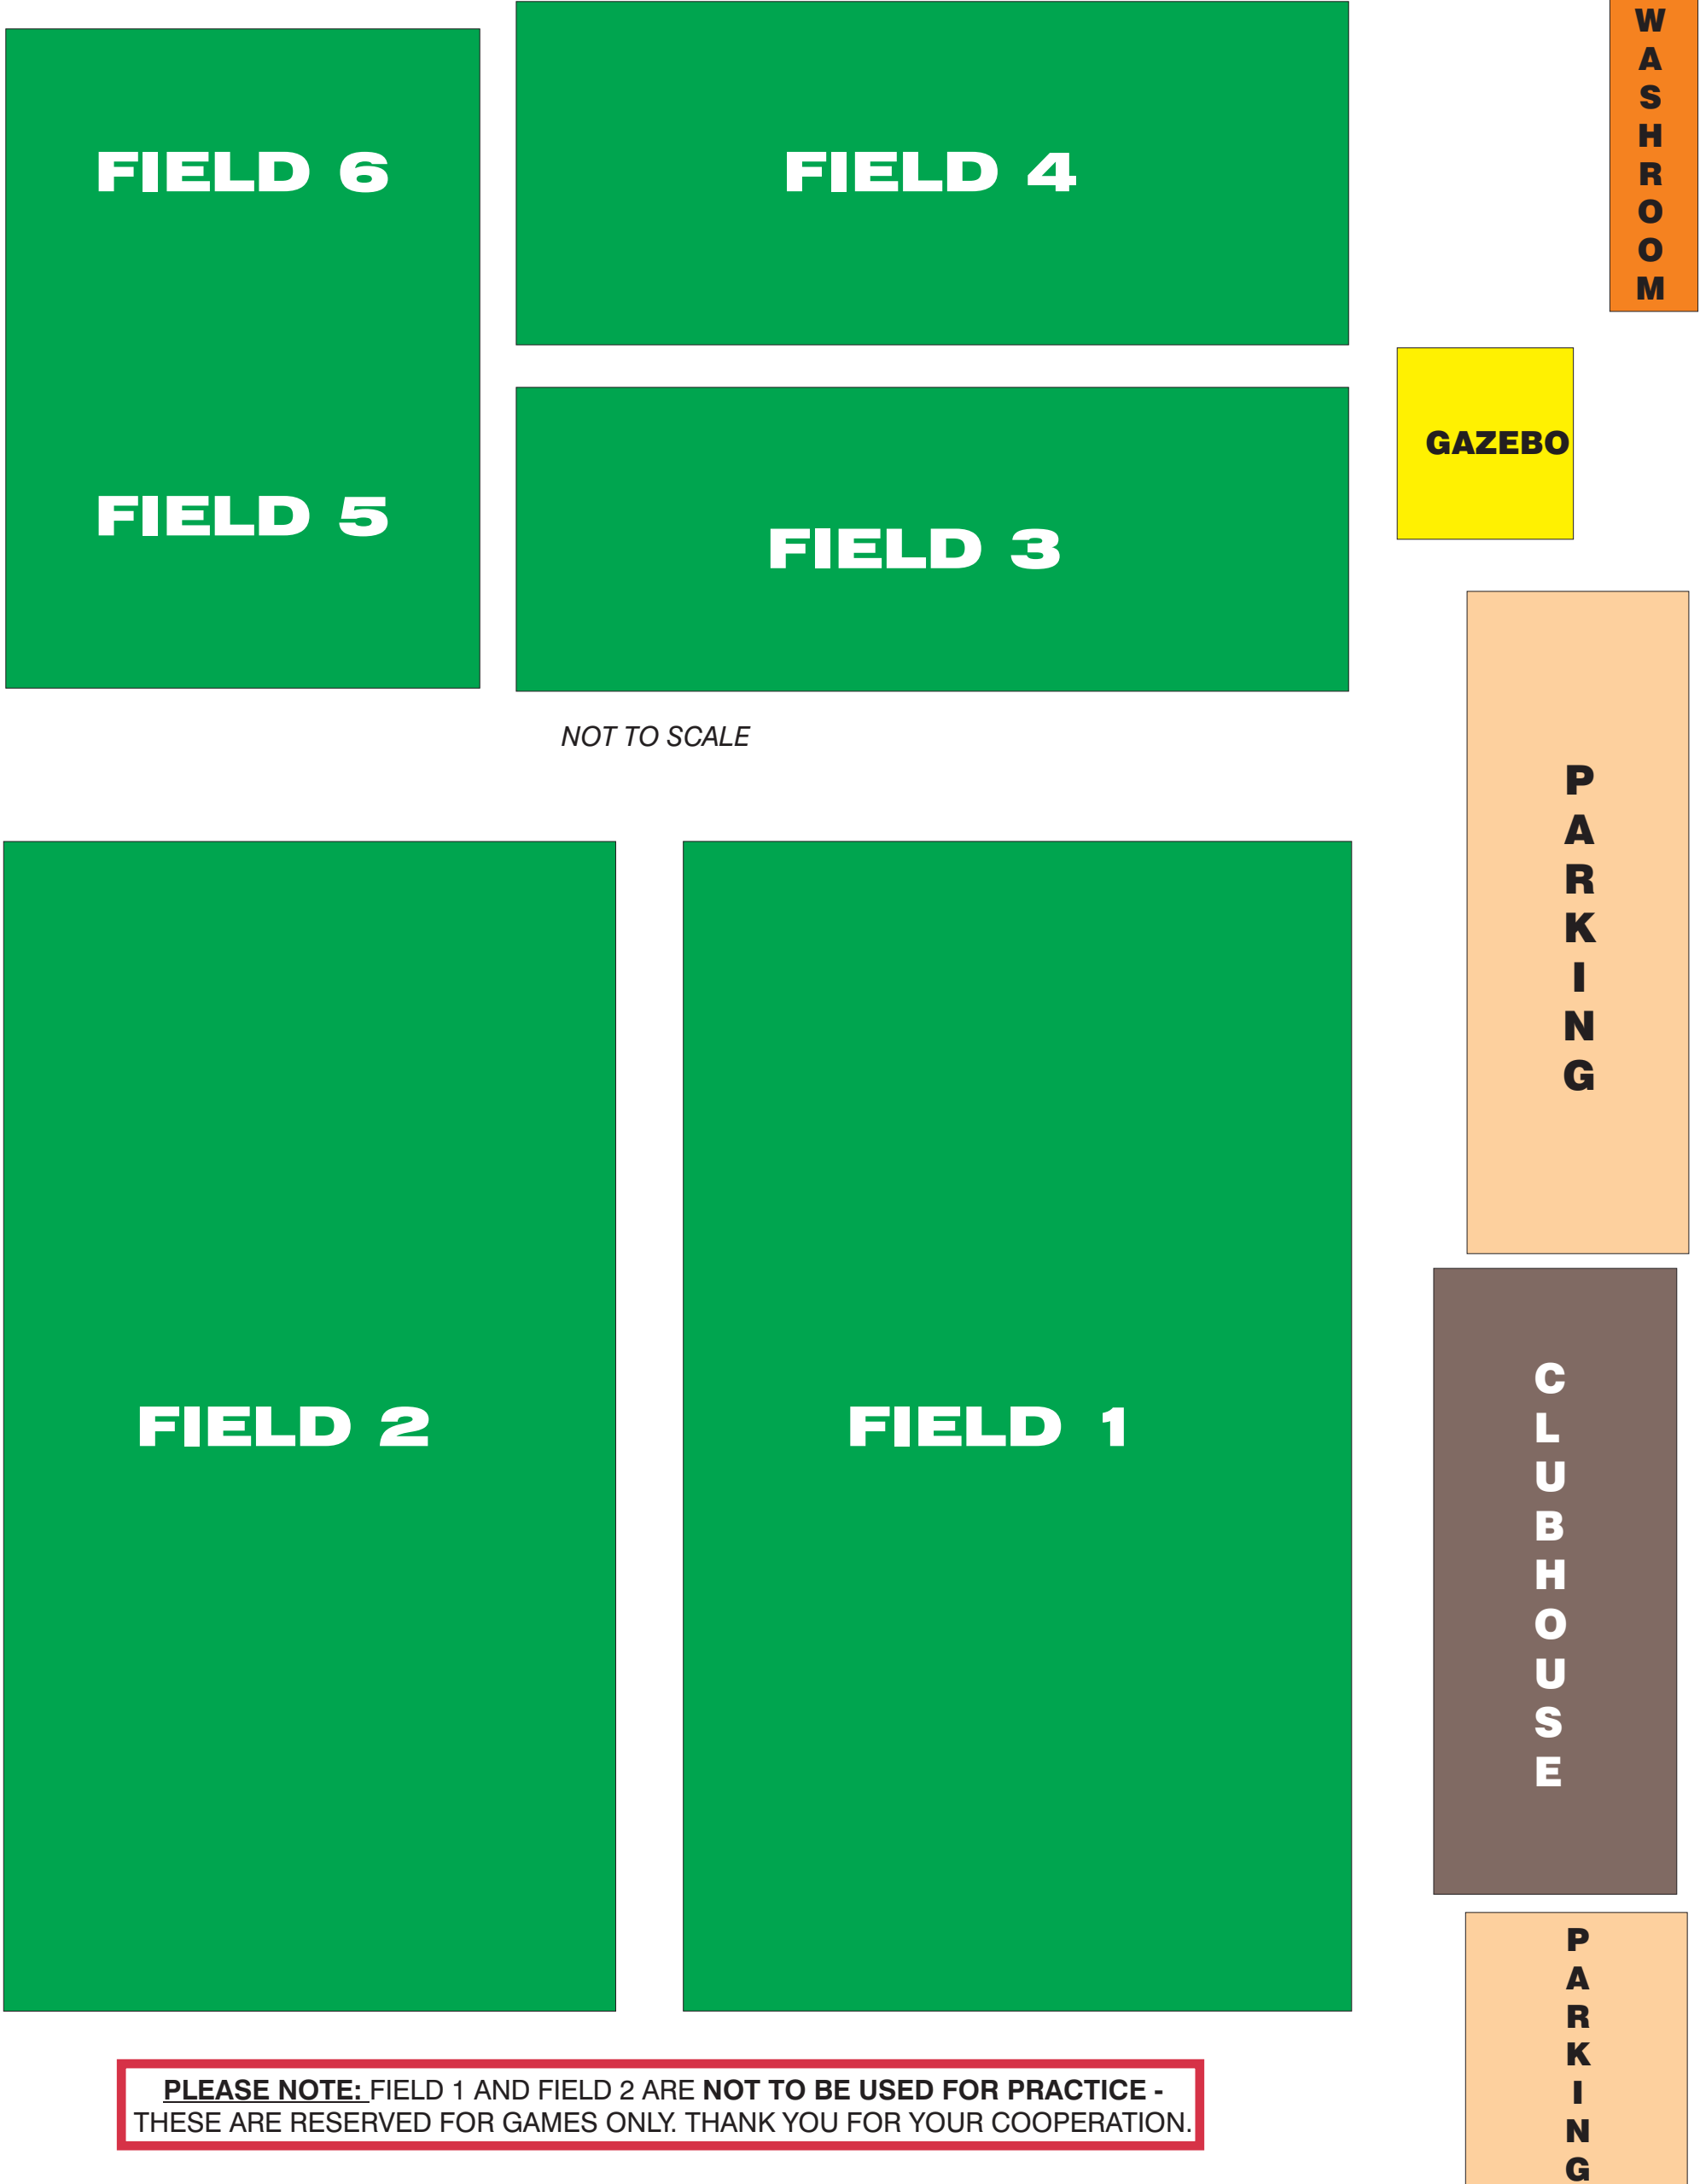 WASHROOM
FIELD 6
FIELD 4
GAZEBO
FIELD 5
FIELD 3
NOT TO SCALE
PARKING
FIELD 2
FIELD 1
CLUBHOUSE
PARKING
PLEASE NOTE: FIELD 1 AND FIELD 2 ARE NOT TO BE USED FOR PRACTICE -
THESE ARE RESERVED FOR GAMES ONLY. THANK YOU FOR YOUR COOPERATION.